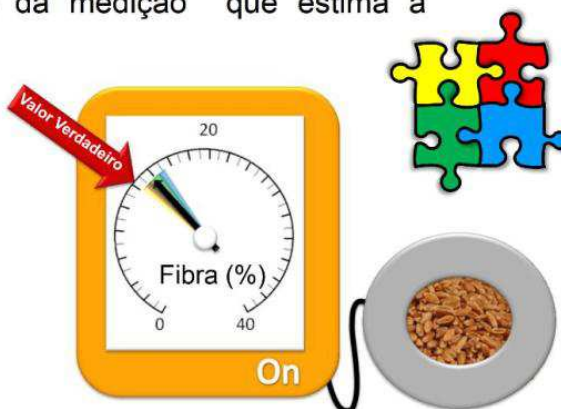 da medição que estima a
Valor Verdadeiro
20
Fibra (%)
0 40
On